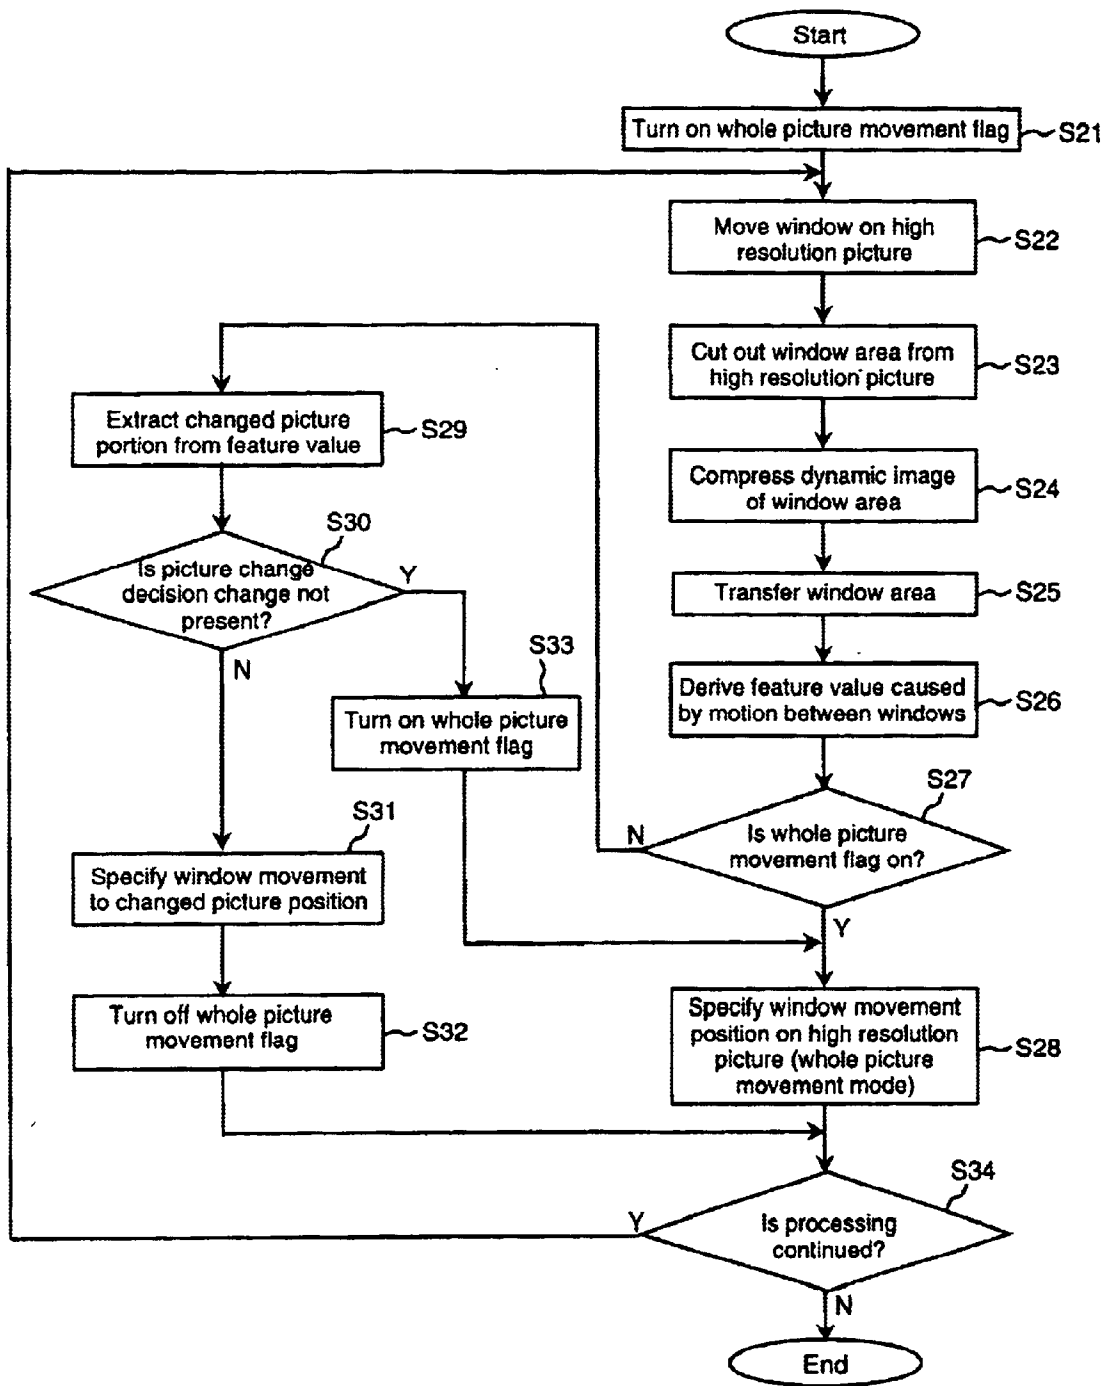 Start
Turn on whole picture movement flag
S21
Move window on high
resolution picture
S22
Cut out window area from
high resolution picture
S23
Compress dynamic image
of window area
S24
Transfer window area
S25
Derive feature value caused
by motion between windows
S26
S27
Is whole picture
movement flag on?
N
Y
Extract changed picture
portion from feature value
S29
S30
Is picture change
decision change not
present?
Y
N
S33
Turn on whole picture
movement flag
S31
Specify window movement
to changed picture position
Turn off whole picture
movement flag
S32
Specify window movement
position on high resolution
picture (whole picture
movement mode)
S28
S34
Is processing
continued?
Y
N
End